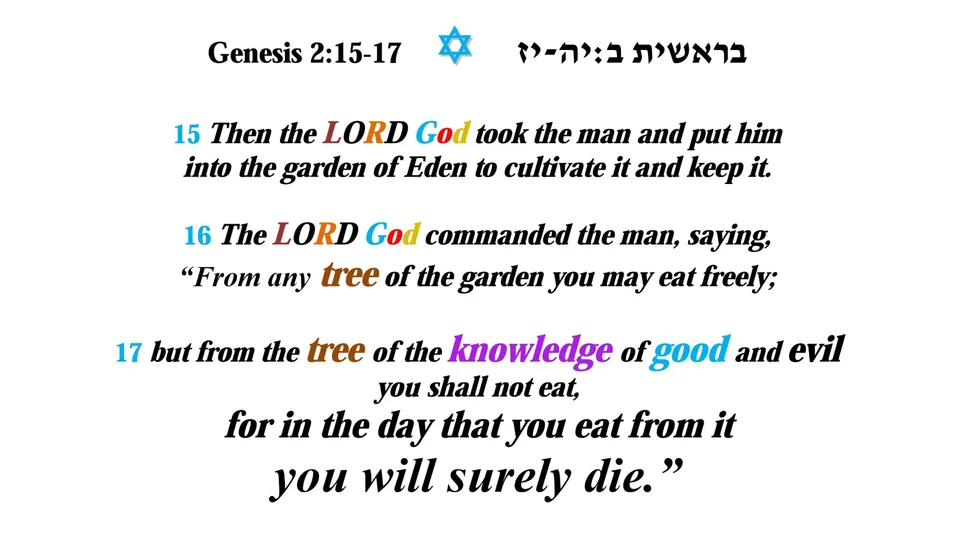 Genesis 2:15-17 בראשית ב:יה-יז
15 Then the LORD God took the man and put him
into the garden of Eden to cultivate it and keep it.
16 The LORD God commanded the man, saying,
“From any tree of the garden you may eat freely;
17 but from the tree of the knowledge of good and evil
you shall not eat,
for in the day that you eat from it
you will surely die.”